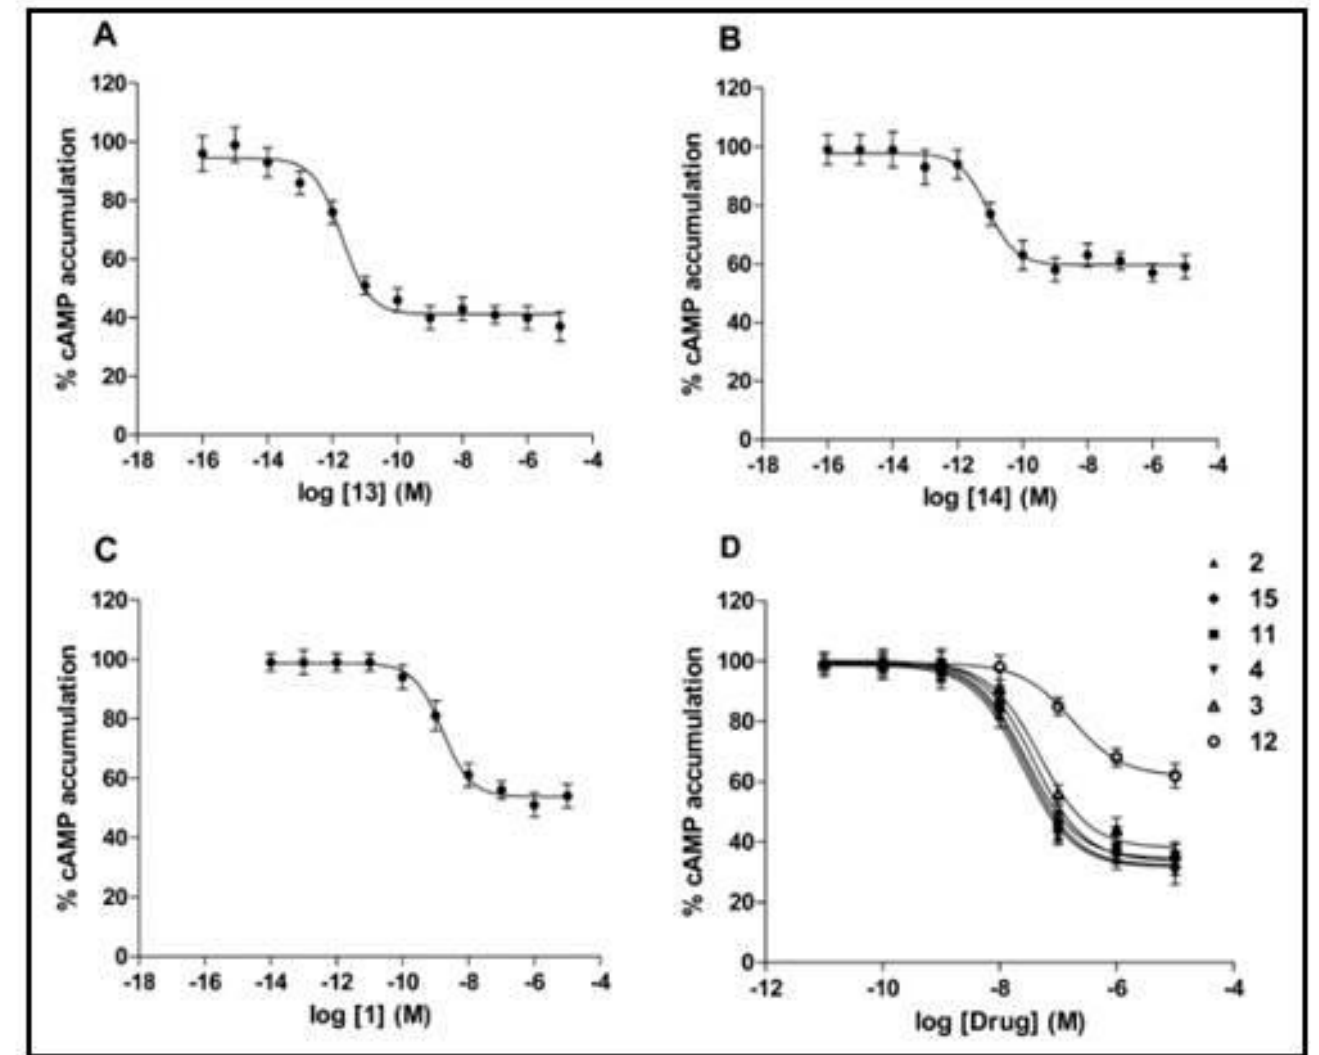 A
120
100
80
60
40
20
0
% cAMP accumulation
-18 -16 -14 -12 -10 -8 -6 -4
log [13] (M)
B
120
100
80
60
40
20
0
% cAMP accumulation
-18 -16 -14 -12 -10 -8 -6 -4
log [14] (M)
C
120
100
80
60
40
20
0
% cAMP accumulation
-18 -16 -14 -12 -10 -8 -6 -4
log [1] (M)
D
120
100
80
60
40
20
0
% cAMP accumulation
-12 -10 -8 -6 -4
log [Drug] (M)
2
15
11
4
3
12